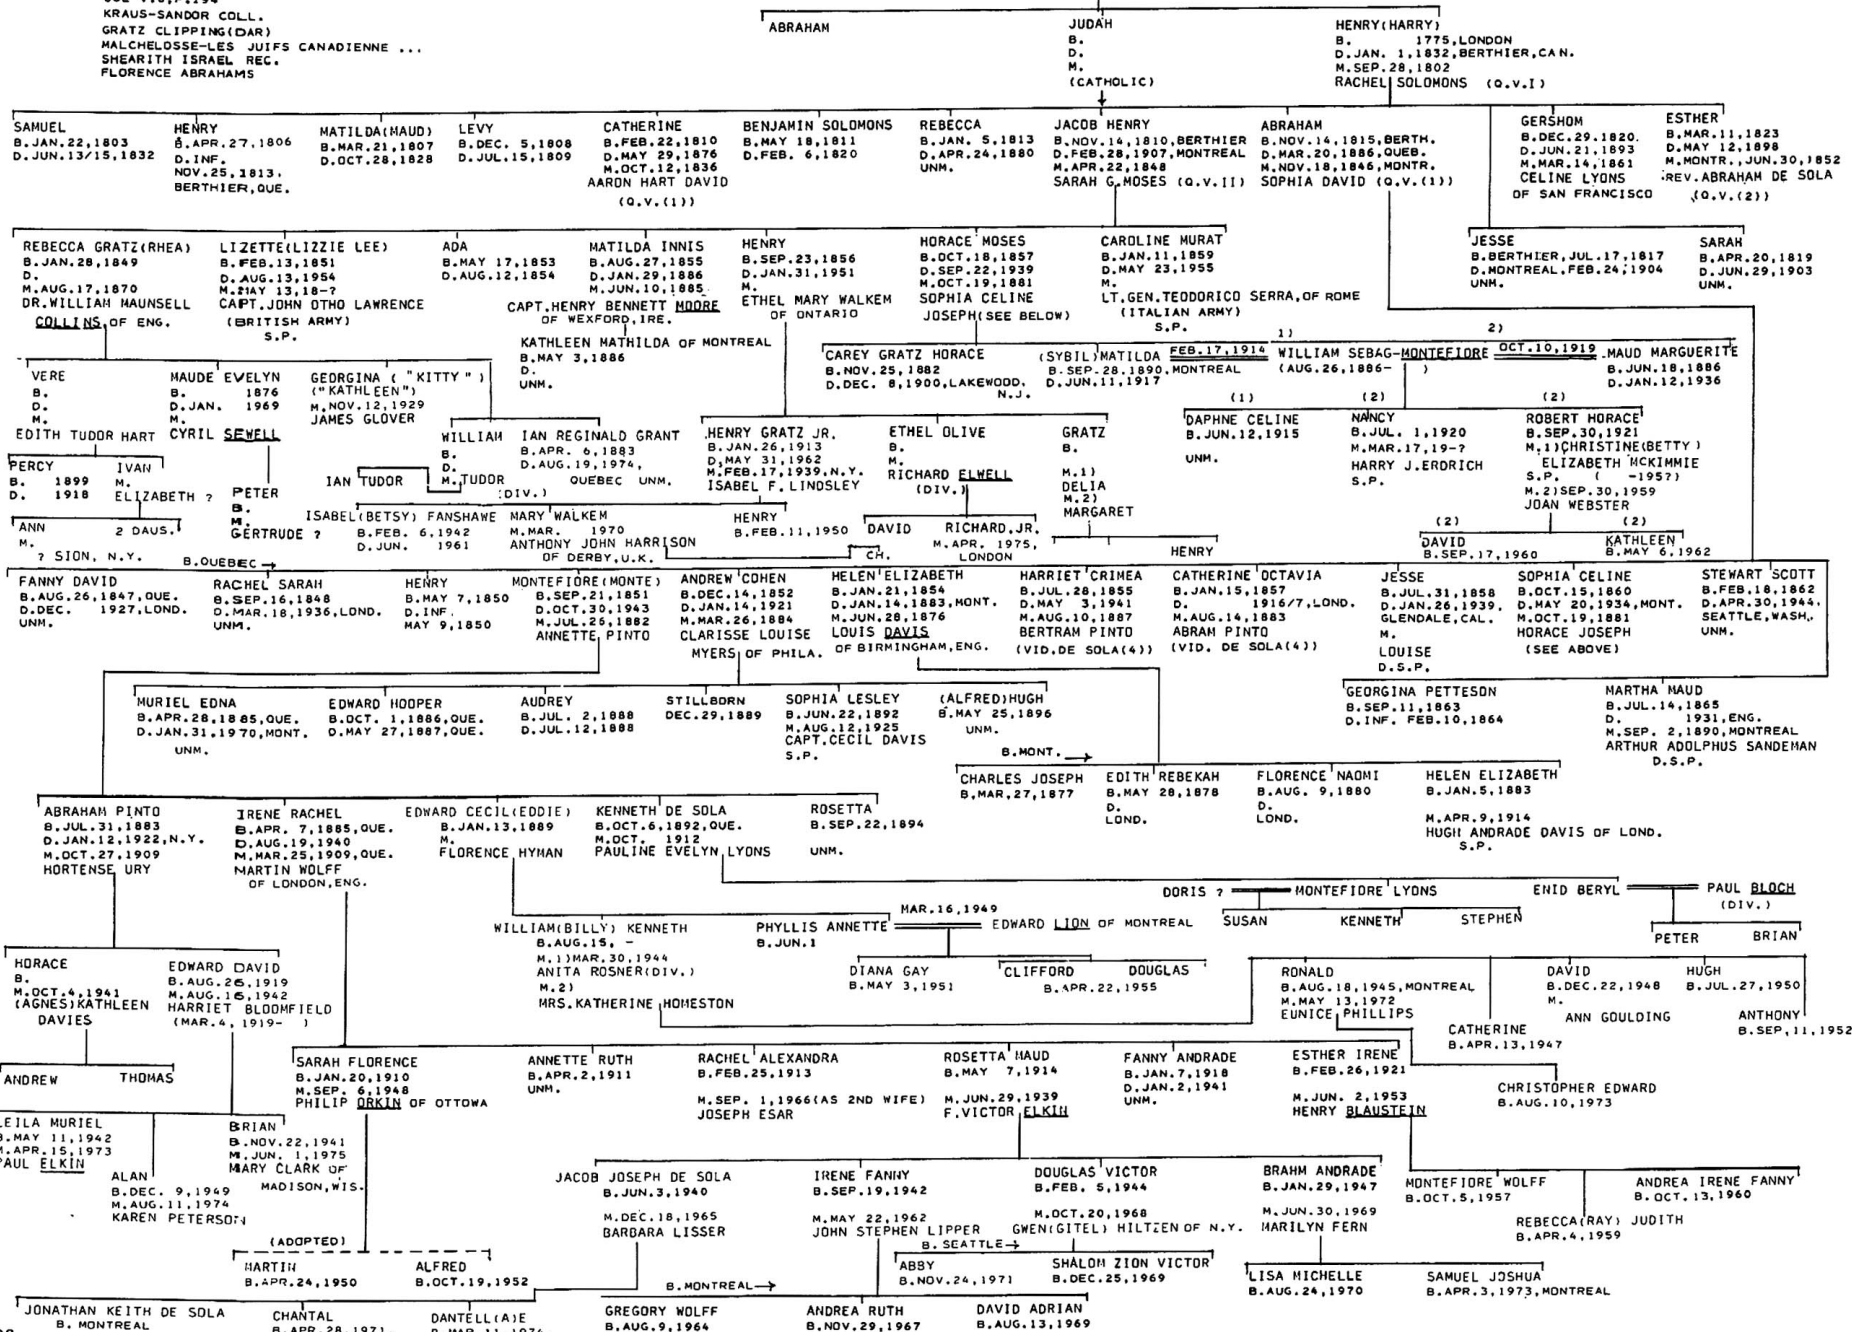 KRAUS-SANDOR COLL.
GRATZ CLIPPING(DAR)
MALCHELOSSE-LES JUIFS CANADIENNE ...
SHEARITH ISRAEL REC.
FLORENCE ABRAHAMS
ABRAHAM
JUDAH
B.
D.
M.
(CATHOLIC)
HENRY(HARRY)
B. 1775,LONDON
D.JAN. 1,1832,BERTHIER,CAN.
M.SEP.28,1802
RACHEL SOLOMONS (Q.V.I)
SAMUEL
B.JAN.22,1803
D.JUN.13/15,1832
HENRY
B.APR.27,1806
D.INF.
NOV.25,1813.
BERTHIER,QUE.
MATILDA(MAUD)
B.MAR.21,1807
D.OCT.28,1828
LEVY
B.DEC. 5,1808
D.JUL.15,1809
CATHERINE
B.FEB.22,1810
D.MAY 29,1876
M.OCT.12,1836
AARON HART DAVID
(Q.V.(1))
BENJAMIN SOLOMONS
B.MAY 18,1811
D.FEB. 6,1820
REBECCA
B.JAN. 5,1813
D.APR.24,1880
UNM.
JACOB HENRY
B.NOV.14,1810,BERTHIER
D.FEB.28,1907,MONTREAL
M.APR.22,1848
SARAH G.MOSES (Q.V.II)
ABRAHAM
B.NOV.14,1815,BERTH.
D.MAR.20,1886,QUEB.
M.NOV.18,1846,MONTR.
SOPHIA DAVID (Q.V.(1))
GERSHOM
B.DEC.29.1820.
D.JUN.21,1893
M.MAR.14,1861
CELINE LYONS
OF SAN FRANCISCO
ESTHER
B.MAR.11,1823
D.MAY 12,1898
M.MONTR.,JUN.30,1852
REV.ABRAHAM DE SOLA
(Q.V.(2))
REBECCA GRATZ(RHEA)
B.JAN.28,1849
D.
M.AUG.17,1870
DR.WILLIAM MAUNSELL
COLLINS,OF ENG.
LIZETTE(LIZZIE LEE)
B.FEB.13,1851
D.AUG.13,1954
M.MAY 13,18-?
CAPT.JOHN OTHO LAWRENCE
(BRITISH ARMY)
S.P.
ADA
B.MAY 17,1853
D.AUG.12,1854
MATILDA INNIS
B.AUG.27,1855
D.JAN.29,1886
M.JUN.10,1885
CAPT.HENRY BENNETT MOORE
OF WEXFORD,IRE.
KATHLEEN MATHILDA OF MONTREAL
B.MAY 3,1886
D.
UNM.
HENRY
B.SEP.23,1856
D.JAN.31,1951
M.
ETHEL MARY WALKEM
OF ONTARIO
HORACE MOSES
B.OCT.18,1857
D.SEP.22,1939
M.OCT.19,1881
SOPHIA CELINE
JOSEPH(SEE BELOW)
CAROLINE MURAT
B.JAN.11,1859
D.MAY 23,1955
M.
LT.GEN.TEODORICO SERRA,OF ROME
(ITALIAN ARMY)
S.P.
JESSE
B.BERTHIER,JUL.17,1817
D.MONTREAL,FEB.24,1904
UNM.
SARAH
B.APR.20,1819
D.JUN.29,1903
UNM.
VERE
B.
D.
M.
EDITH TUDOR HART
MAUDE EVELYN
B. 1876
D.JAN. 1969
M.
CYRIL SEWELL
GEORGINA ( "KITTY" )
("KATHLEEN")
M.NOV.12,1929
JAMES GLOVER
WILLIAM
B.
D.
M.TUDOR
(DIV.)
IAN REGINALD GRANT
B.APR. 6,1883
D.AUG.19,1974,
QUEBEC UNM.
CAREY GRATZ HORACE
B.NOV.25,1882
D.DEC. 8,1900,LAKEWOOD.
N.J.
(SYBIL)MATILDA
B.SEP.28.1890,MONTREAL
D.JUN.11,1917
1)
FEB.17,1914
WILLIAM SEBAG-MONTEFIORE
(AUG.26,1886- )
2)
OCT.10,1919
MAUD MARGUERITE
B.JUN.18,1886
D.JAN.12,1936
PERCY
B. 1899
D. 1918
IVAN
M.
ELIZABETH ?
PETER
B.
M.
GERTRUDE ?
IAN TUDOR
HENRY GRATZ JR.
B.JAN.26,1913
D.MAY 31,1962
M.FEB.17,1939,N.Y.
ISABEL F.LINDSLEY
ETHEL OLIVE
B.
M.
RICHARD ELWELL
(DIV.)
GRATZ
B.
M.1)
DELIA
M.2)
MARGARET
(1)
DAPHNE CELINE
B.JUN.12,1915
UNM.
(2)
NANCY
B.JUL. 1,1920
M.MAR.17,19-?
HARRY J.ERDRICH
S.P.
(2)
ROBERT HORACE
B.SEP.30,1921
M.1)CHRISTINE(BETTY)
ELIZABETH MCKIMMIE
S.P. ( -1957)
M.2)SEP.30,1959
JOAN WEBSTER
ANN
M.
? SION, N.Y.
2 DAUS.
ISABEL(BETSY) FANSHAWE
B.FEB. 6,1942
D.JUN. 1961
MARY WALKEM
M.MAR. 1970
ANTHONY JOHN HARRISON
OF DERBY,U.K.
HENRY
B.FEB.11,1950
CH.
DAVID
RICHARD,JR.
M.APR. 1975,
LONDON
HENRY
(2)
DAVID
B.SEP.17,1960
(2)
KATHLEEN
B.MAY 6,1962
B.QUEBEC →
FANNY DAVID
B.AUG.26,1847,QUE.
D.DEC. 1927,LOND.
UNM.
RACHEL SARAH
B.SEP.16,1848
D.MAR.18,1936,LOND.
UNM.
HENRY
B.MAY 7,1850
D.INF.
MAY 9,1850
MONTEFIORE(MONTE)
B.SEP.21,1851
D.OCT.30,1943
M.JUL.26,1882
ANNETTE PINTO
ANDREW COHEN
B.DEC.14,1852
D.JAN.14,1921
M.MAR.26,1884
CLARISSE LOUISE
MYERS OF PHILA.
HELEN ELIZABETH
B.JAN.21,1854
D.JAN.14,1883,MONT.
M.JUN.28,1876
LOUIS DAVIS
OF BIRMINGHAM,ENG.
HARRIET CRIMEA
B.JUL.28,1855
D.MAY 3,1941
M.AUG.10,1887
BERTRAM PINTO
(VID.DE SOLA(4))
CATHERINE OCTAVIA
B.JAN.15,1857
D. 1916/7,LOND.
M.AUG.14,1883
ABRAM PINTO
(VID. DE SOLA(4))
JESSE
B.JUL.31,1858
D.JAN.26,1939,
GLENDALE,CAL.
M.
LOUISE
D.S.P.
SOPHIA CELINE
B.OCT.15,1860
D.MAY 20,1934,MONT.
M.OCT.19,1881
HORACE JOSEPH
(SEE ABOVE)
STEWART SCOTT
B.FEB.18,1862
D.APR.30,1944,
SEATTLE,WASH.
UNM.
MURIEL EDNA
B.APR.28,1885,QUE.
D.JAN.31,1970,MONT.
UNM.
EDWARD HOOPER
B.OCT. 1,1886,QUE.
D.MAY 27,1887,QUE.
AUDREY
B.JUL. 2,1888
D.JUL.12,1888
STILLBORN
DEC.29,1889
SOPHIA LESLEY
B.JUN.22,1892
M.AUG.12,1925
CAPT.CECIL DAVIS
S.P.
(ALFRED)HUGH
B.MAY 25,1896
UNM.
GEORGINA PETTESON
B.SEP.11,1863
D.INF. FEB.10,1864
MARTHA MAUD
B.JUL.14,1865
D. 1931,ENG.
M.SEP. 2,1890,MONTREAL
ARTHUR ADOLPHUS SANDEMAN
D.S.P.
B.MONT. →
CHARLES JOSEPH
B.MAR.27,1877
EDITH REBEKAH
B.MAY 28,1878
D.
LOND.
FLORENCE NAOMI
B.AUG. 9,1880
D.
LOND.
HELEN ELIZABETH
B.JAN.5,1883
M.APR.9,1914
HUGH ANDRADE DAVIS OF LOND.
S.P.
ABRAHAM PINTO
B.JUL.31,1883
D.JAN.12,1922,N.Y.
M.OCT.27,1909
HORTENSE URY
IRENE RACHEL
B.APR. 7,1885,QUE.
D.AUG.19,1940
M.MAR.25,1909,QUE.
MARTIN WOLFF
OF LONDON,ENG.
EDWARD CECIL(EDDIE)
B.JAN.13,1889
M.
FLORENCE HYMAN
KENNETH DE SOLA
B.OCT.6,1892,QUE.
M.OCT. 1912
PAULINE EVELYN LYONS
ROSETTA
B.SEP.22,1894
UNM.
DORIS ?
MONTEFIORE LYONS
ENID BERYL
PAUL BLOCH
(DIV.)
WILLIAM(BILLY) KENNETH
B.AUG.15, -
M.1)MAR.30,1944
ANITA ROSNER(DIV.)
M.2)
MRS.KATHERINE HOMESTON
PHYLLIS ANNETTE
B.JUN.1
MAR.16,1949
EDWARD LION OF MONTREAL
SUSAN
KENNETH
STEPHEN
PETER
BRIAN
HORACE
B.
M.OCT.4,1941
(AGNES)KATHLEEN
DAVIES
EDWARD DAVID
B.AUG.26,1919
M.AUG.16,1942
HARRIET BLOOMFIELD
(MAR.4, 1919- )
DIANA GAY
B.MAY 3,1951
CLIFFORD
DOUGLAS
B.APR.22,1955
RONALD
B.AUG.18,1945,MONTREAL
M.MAY 13,1972
EUNICE PHILLIPS
CATHERINE
B.APR.13,1947
DAVID
B.DEC.22,1948
M.
ANN GOULDING
HUGH
B.JUL.27,1950
ANTHONY
B.SEP.11,1952
ANDREW
THOMAS
SARAH FLORENCE
B.JAN.20,1910
M.SEP. 6,1948
PHILIP ORKIN OF OTTOWA
ANNETTE RUTH
B.APR.2,1911
UNM.
RACHEL ALEXANDRA
B.FEB.25,1913
M.SEP. 1,1966(AS 2ND WIFE)
JOSEPH ESAR
ROSETTA MAUD
B.MAY 7,1914
M.JUN.29,1939
F.VICTOR ELKIN
FANNY ANDRADE
B.JAN.7,1918
D.JAN.2,1941
UNM.
ESTHER IRENE
B.FEB.26,1921
M.JUN. 2,1953
HENRY BLAUSTEIN
CHRISTOPHER EDWARD
B.AUG.10,1973
LEILA MURIEL
B.MAY 11,1942
M.APR.15,1973
PAUL ELKIN
ALAN
B.DEC. 9,1949
M.AUG.11,1974
KAREN PETERSON
BRIAN
B.NOV.22,1941
M.JUN. 1,1975
MARY CLARK OF
MADISON,WIS.
JACOB JOSEPH DE SOLA
B.JUN.3,1940
M.DEC.18,1965
BARBARA LISSER
IRENE FANNY
B.SEP.19,1942
M.MAY 22,1962
JOHN STEPHEN LIPPER
DOUGLAS VICTOR
B.FEB. 5,1944
M.OCT.20,1968
GWEN(GITEL) HILTZEN OF N.Y.
BRAHM ANDRADE
B.JAN.29,1947
M.JUN.30,1969
MARILYN FERN
MONTEFIORE WOLFF
B.OCT.5,1957
REBECCA(RAY) JUDITH
B.APR.4,1959
ANDREA IRENE FANNY
B.OCT.13,1960
(ADOPTED)
MARTIN
B.APR.24,1950
ALFRED
B.OCT.19,1952
B. SEATTLE→
ABBY
B.NOV.24,1971
SHALOM ZION VICTOR
B.DEC.25,1969
LISA MICHELLE
B.AUG.24,1970
SAMUEL JOSHUA
B.APR.3,1973,MONTREAL
B.MONTREAL→
JONATHAN KEITH DE SOLA
B. MONTREAL
CHANTAL
B.APR.28,1971
DANTELL(A)E
GREGORY WOLFF
B.AUG.9,1964
ANDREA RUTH
B.NOV.29,1967
DAVID ADRIAN
B.AUG.13,1969